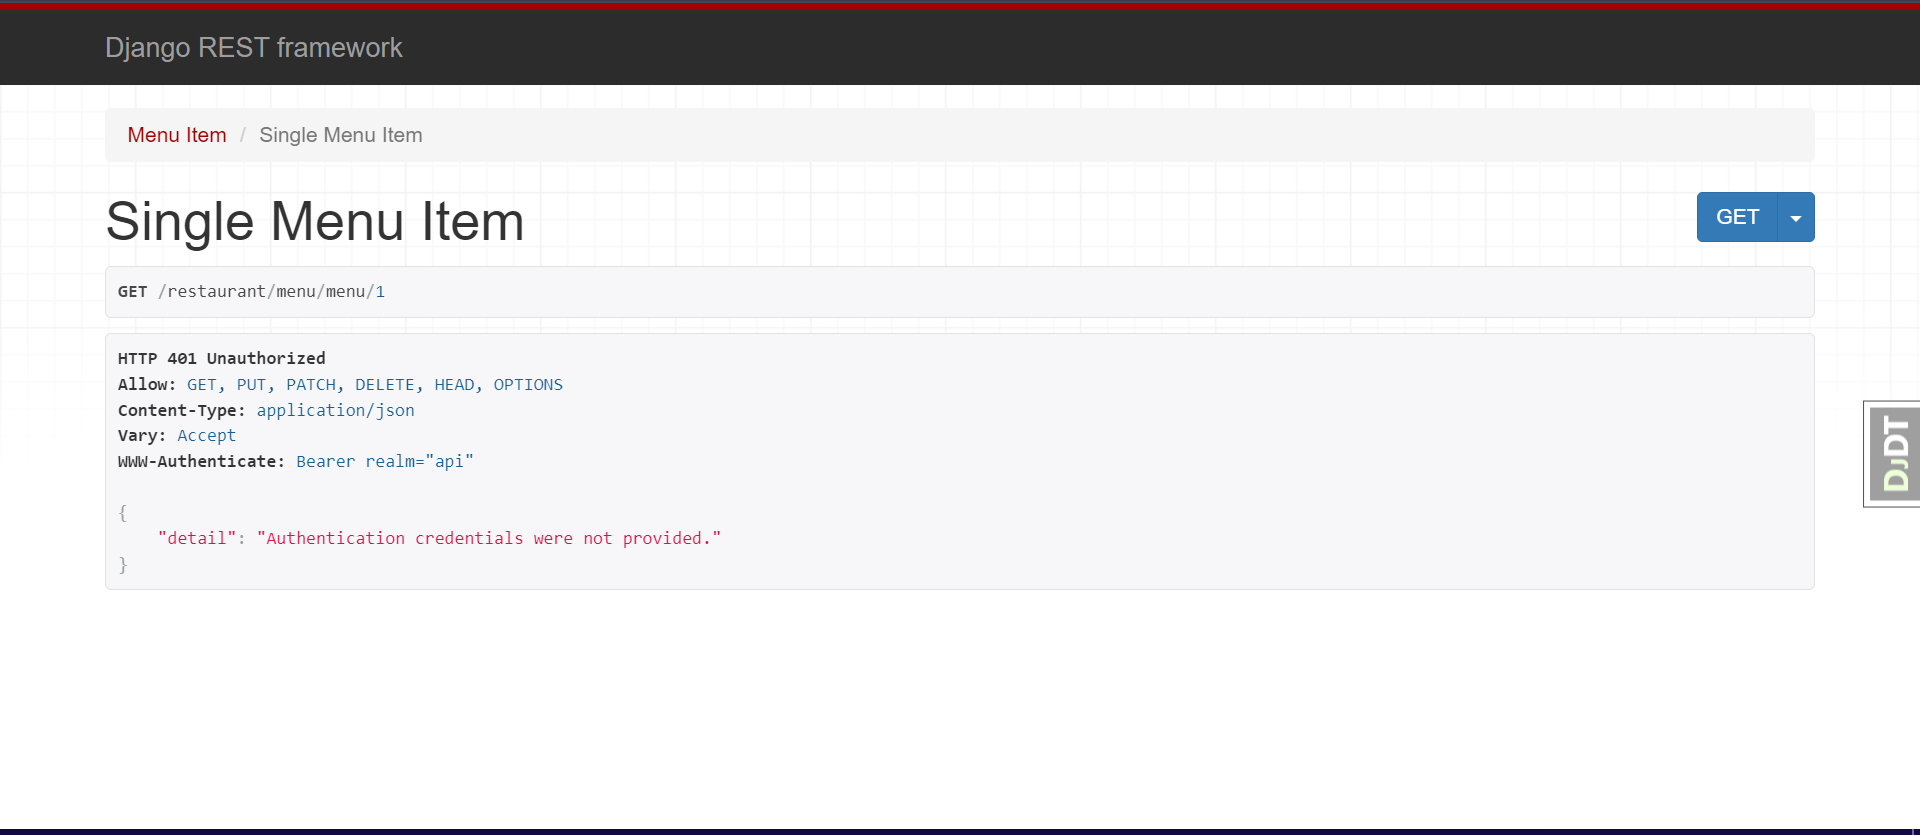 Django REST framework
Menu Item / Single Menu Item
Single Menu Item
GET
GET /restaurant/menu/menu/1
HTTP 401 Unauthorized
Allow: GET, PUT, PATCH, DELETE, HEAD, OPTIONS
Content-Type: application/json
Vary: Accept
WWW-Authenticate: Bearer realm="api"
{
    "detail": "Authentication credentials were not provided."
}
DJDT